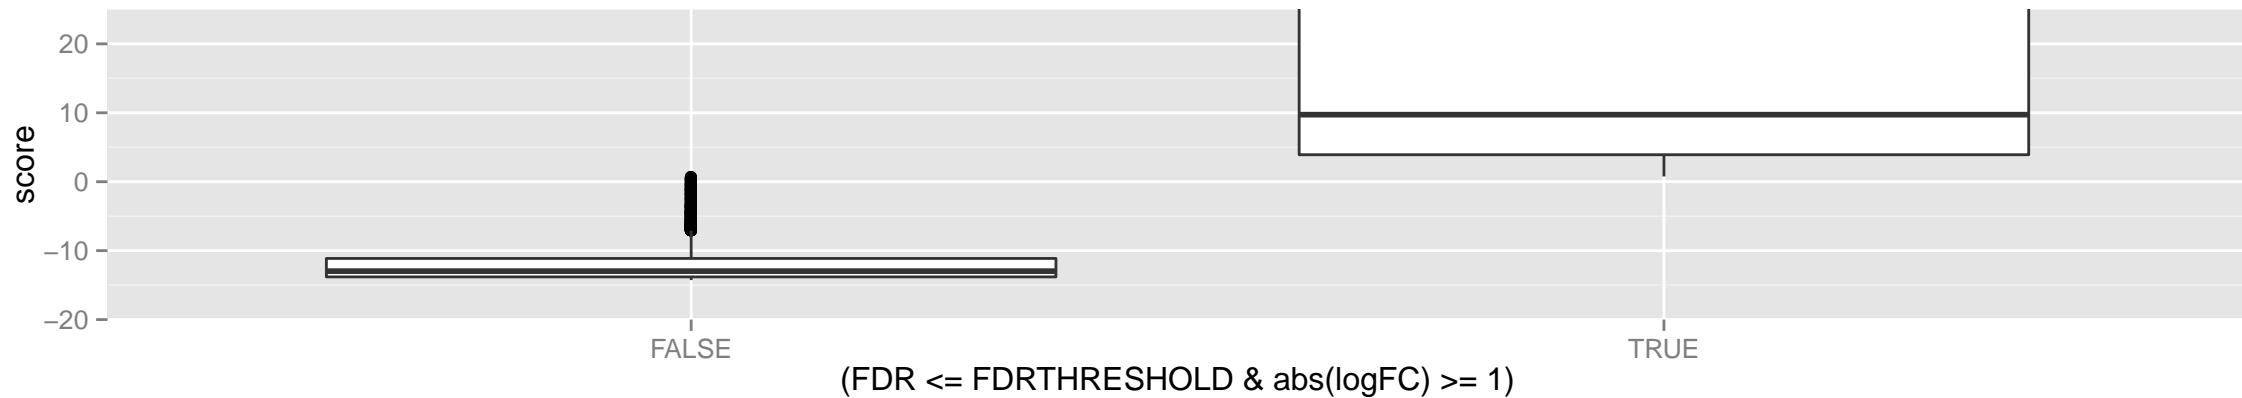 20
10
0
−10
−20
score
FALSE
TRUE
(FDR <= FDRTHRESHOLD & abs(logFC) >= 1)